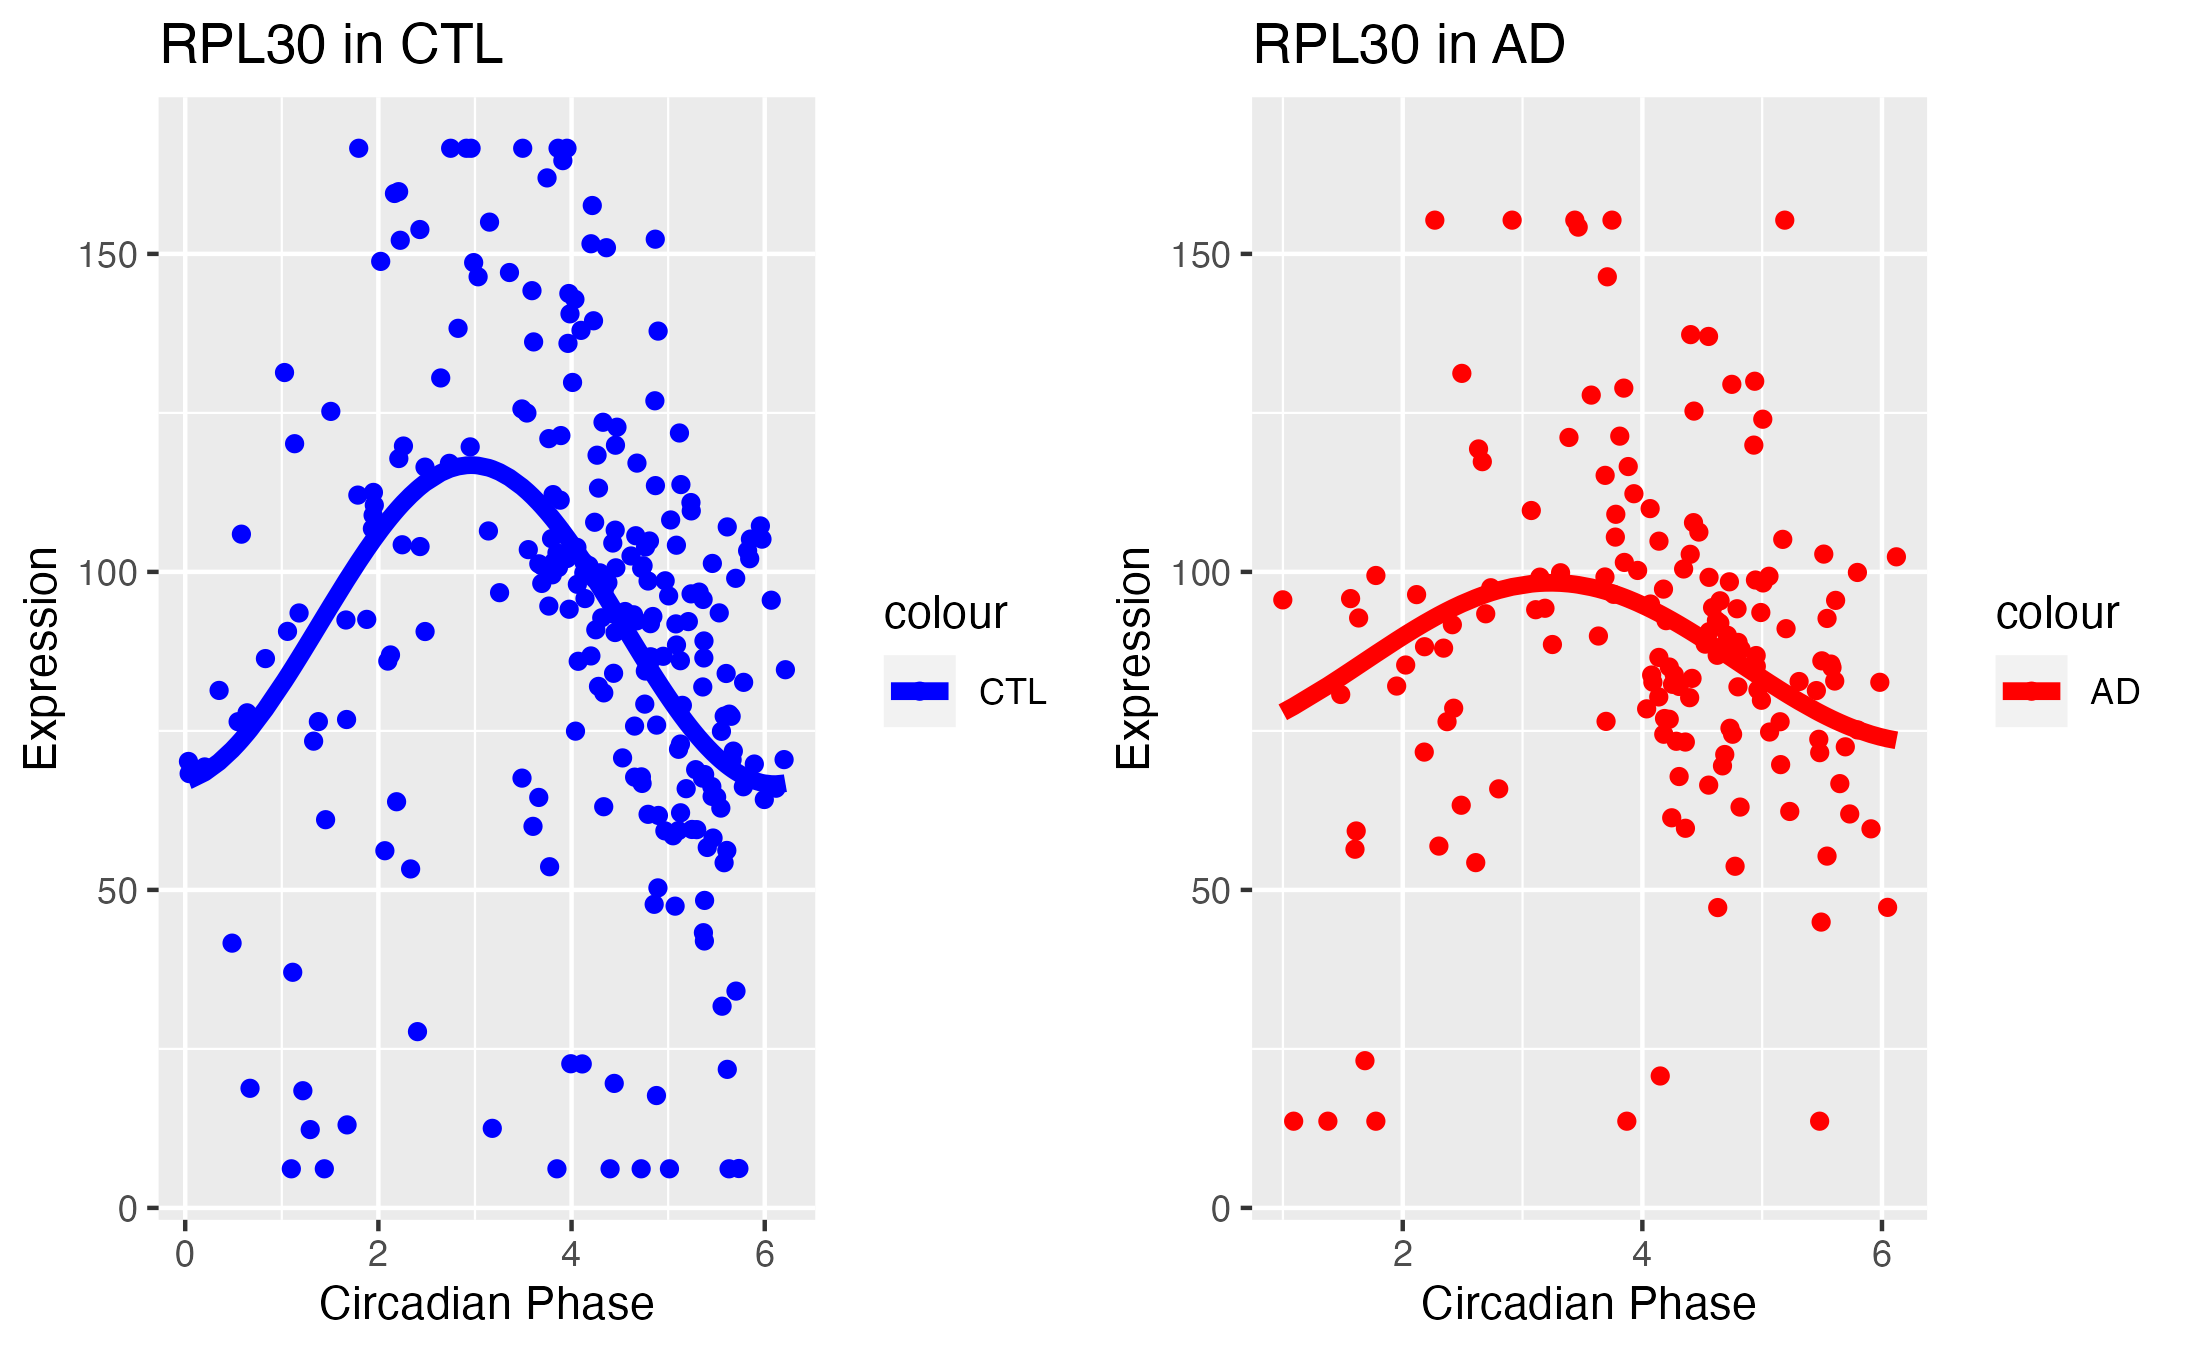 RPL30 in CTL
Expression
150
100
50
0
0 2 4 6
Circadian Phase
colour
CTL
RPL30 in AD
Expression
150
100
50
0
2 4 6
Circadian Phase
colour
AD